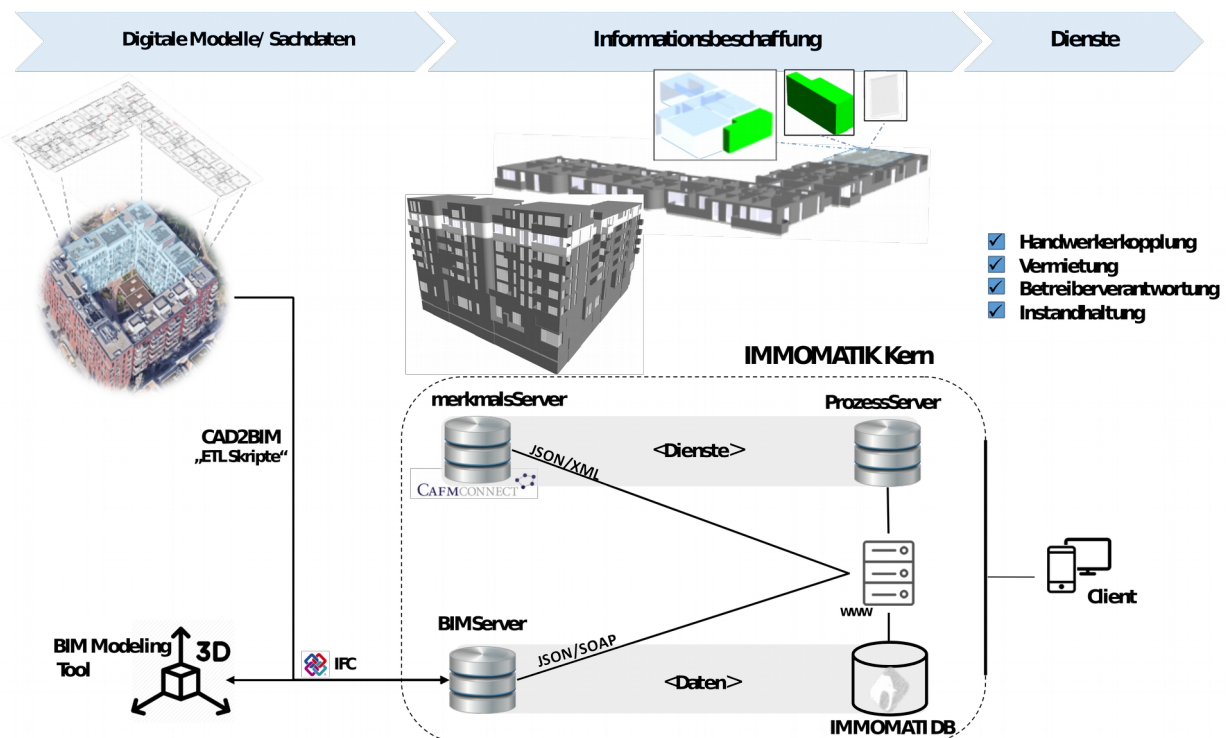 Digitale Modelle/ Sachdaten
Informationsbeschaffung
Dienste
Handwerkerkopplung
Vermietung
Betreiberverantwortung
Instandhaltung
IMMOMATIK Kern
merkmalsServer
ProzessServer
CAD2BIM
„ETL Skripte“
JSON/XML
<Dienste>
CAFMCONNECT
www
Client
BIM Modeling
Tool
3D
IFC
BIMServer
JSON/SOAP
<Daten>
IMMOMATI DB